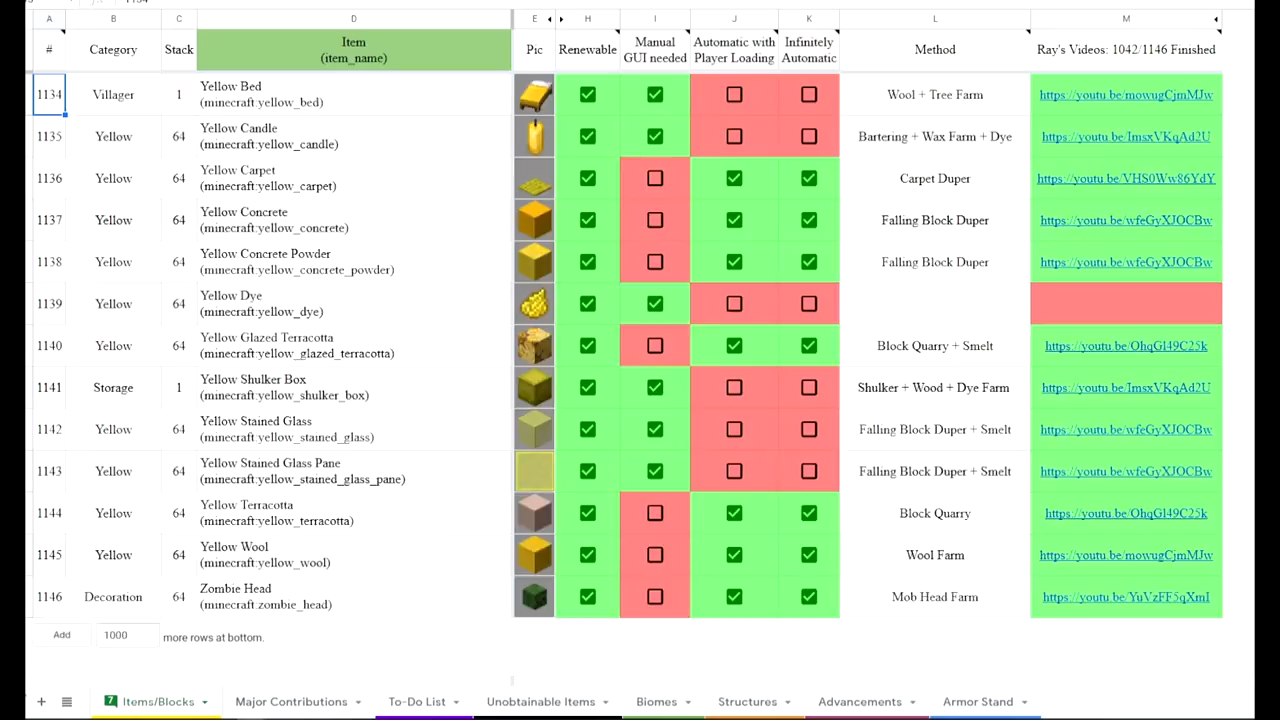 A B C D E H I J K L M
# Category Stack Item (item_name) Pic Renewable Manual GUI needed Automatic with Player Loading Infinitely Automatic Method Ray's Videos: 1042/1146 Finished
1134 Villager 1 Yellow Bed (minecraft:yellow_bed) Wool + Tree Farm https://youtu.be/mowugCjmMJw
1135 Yellow 64 Yellow Candle (minecraft:yellow_candle) Bartering + Wax Farm + Dye https://youtu.be/ImsxVKqAd2U
1136 Yellow 64 Yellow Carpet (minecraft:yellow_carpet) Carpet Duper https://youtu.be/VHS0Ww86YdY
1137 Yellow 64 Yellow Concrete (minecraft:yellow_concrete) Falling Block Duper https://youtu.be/wfeGyXJOCBw
1138 Yellow 64 Yellow Concrete Powder (minecraft:yellow_concrete_powder) Falling Block Duper https://youtu.be/wfeGyXJOCBw
1139 Yellow 64 Yellow Dye (minecraft:yellow_dye)
1140 Yellow 64 Yellow Glazed Terracotta (minecraft:yellow_glazed_terracotta) Block Quarry + Smelt https://youtu.be/OhqGl49C25k
1141 Storage 1 Yellow Shulker Box (minecraft:yellow_shulker_box) Shulker + Wood + Dye Farm https://youtu.be/ImsxVKqAd2U
1142 Yellow 64 Yellow Stained Glass (minecraft:yellow_stained_glass) Falling Block Duper + Smelt https://youtu.be/wfeGyXJOCBw
1143 Yellow 64 Yellow Stained Glass Pane (minecraft:yellow_stained_glass_pane) Falling Block Duper + Smelt https://youtu.be/wfeGyXJOCBw
1144 Yellow 64 Yellow Terracotta (minecraft:yellow_terracotta) Block Quarry https://youtu.be/OhqGl49C25k
1145 Yellow 64 Yellow Wool (minecraft:yellow_wool) Wool Farm https://youtu.be/mowugCjmMJw
1146 Decoration 64 Zombie Head (minecraft:zombie_head) Mob Head Farm https://youtu.be/YuVzFF5qXmI
Add 1000 more rows at bottom.
+ 7 Items/Blocks Major Contributions To-Do List Unobtainable Items Biomes Structures Advancements Armor Stand